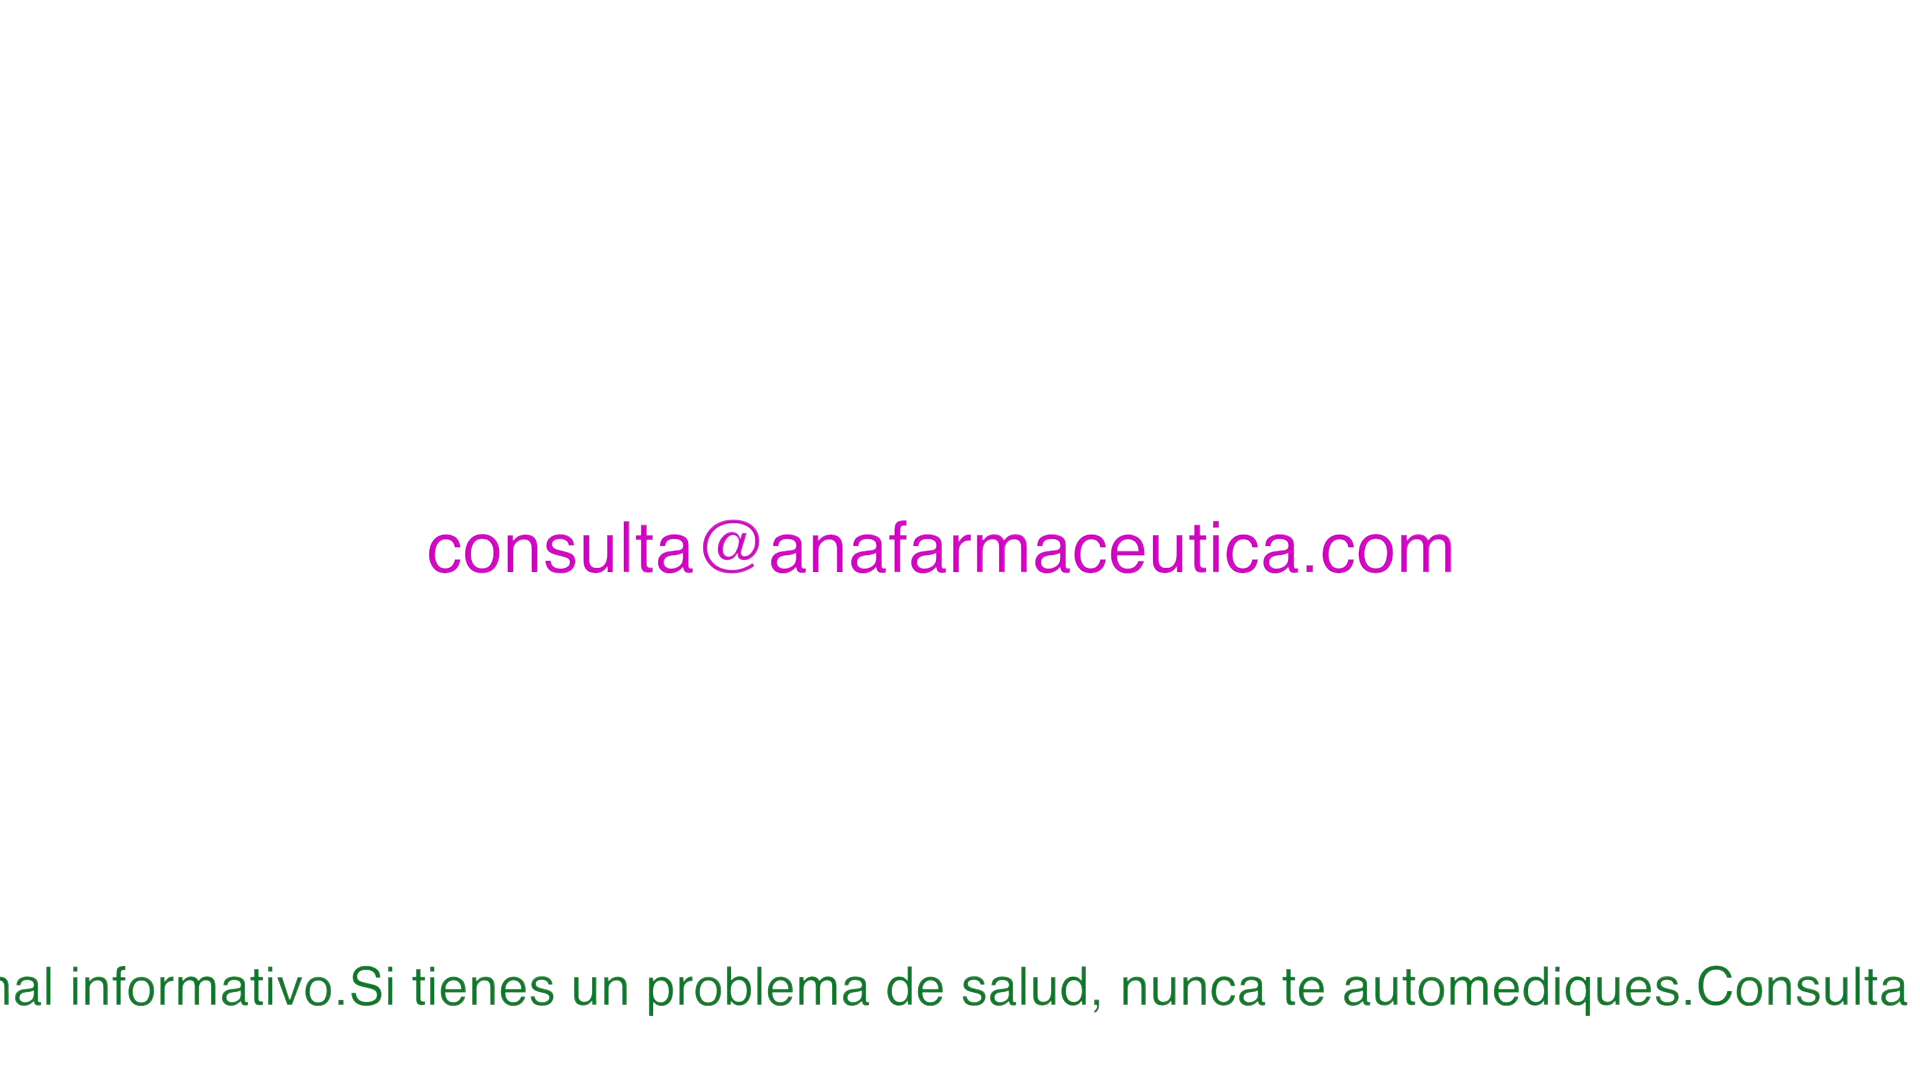 consulta@anafarmaceutica.com
nal informativo.Si tienes un problema de salud, nunca te automediques.Consulta